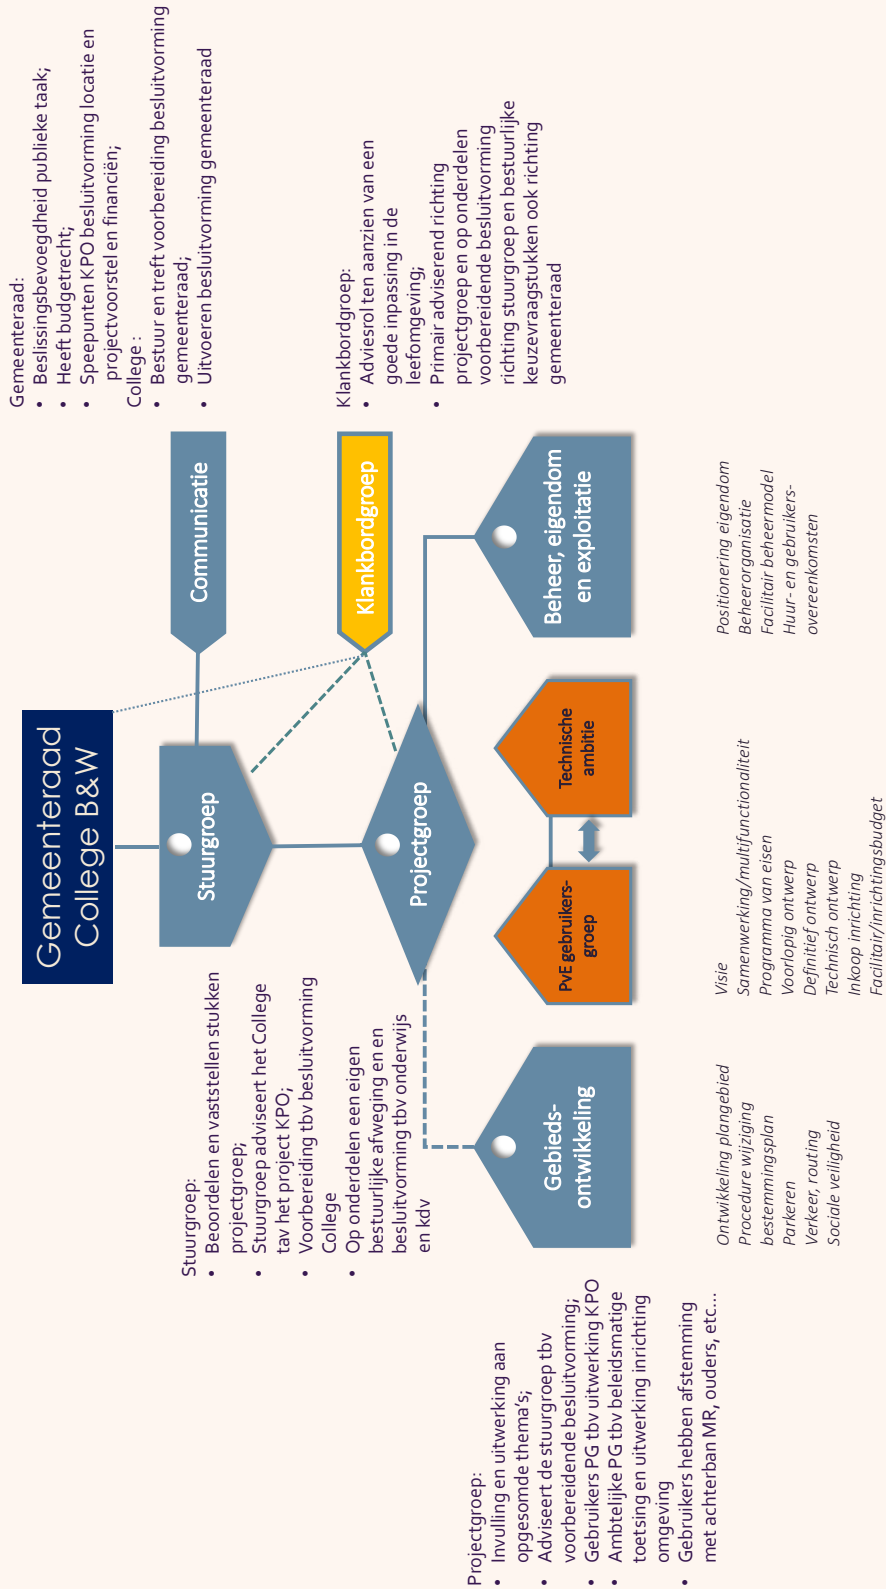 Gemeenteraad
College B&W
Gemeenteraad:
• Beslissingsbevoegdheid publieke taak;
• Heeft budgetrecht;
• Speepunten KPO besluitvorming locatie en
projectvoorstel en financiën;
College :
• Bestuur en treft voorbereiding besluitvorming
gemeenteraad;
• Uitvoeren besluitvorming gemeenteraad
Stuurgroep:
• Beoordelen en vaststellen stukken
projectgroep;
• Stuurgroep adviseert het College
tav het project KPO;
• Voorbereiding tbv besluitvorming
College
• Op onderdelen een eigen
bestuurlijke afweging en en
besluitvorming tbv onderwijs
en kdv
Stuurgroep
Communicatie
Klankbordgroep
Klankbordgroep:
• Adviesrol ten aanzien van een
goede inpassing in de
leefomgeving;
• Primair adviserend richting
projectgroep en op onderdelen
voorbereidende besluitvorming
richting stuurgroep en bestuurlijke
keuzevraagstukken ook richting
gemeenteraad
Projectgroep
Projectgroep:
• Invulling en uitwerking aan
opgesomde thema's;
• Adviseert de stuurgroep tbv
voorbereidende besluitvorming;
• Gebruikers PG tbv uitwerking KPO
• Ambtelijke PG tbv beleidsmatige
toetsing en uitwerking inrichting
omgeving
• Gebruikers hebben afstemming
met achterban MR, ouders, etc...
Gebieds-
ontwikkeling
PvE gebruikers-
groep
Technische
ambitie
Beheer, eigendom
en exploitatie
Ontwikkeling plangebied
Procedure wijziging
bestemmingsplan
Parkeren
Verkeer, routing
Sociale veiligheid
Visie
Samenwerking/multifunctionaliteit
Programma van eisen
Voorlopig ontwerp
Definitief ontwerp
Technisch ontwerp
Inkoop inrichting
Facilitair/inrichtingsbudget
Positionering eigendom
Beheerorganisatie
Facilitair beheermodel
Huur- en gebruikers-
overeenkomsten